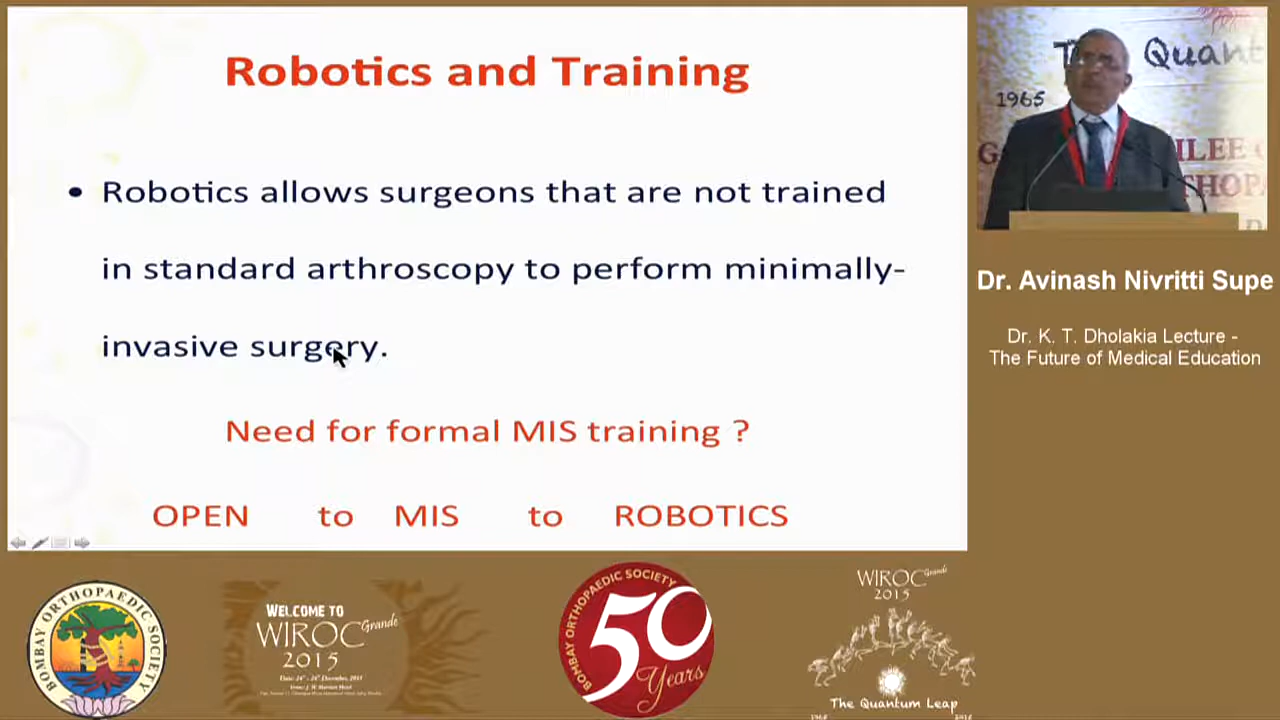 Robotics and Training
• Robotics allows surgeons that are not trained
in standard arthroscopy to perform minimally-
invasive surgery.
Need for formal MIS training ?
OPEN to MIS to ROBOTICS
1965
Dr. Avinash Nivritti Supe
Dr. K. T. Dholakia Lecture -
The Future of Medical Education
BOMBAY ORTHOPAEDIC SOCIETY
WELCOME TO
WIROC Grande
2015
BOMBAY ORTHOPAEDIC SOCIETY
50
Years
WIROC Grande
2015
The Quantum Leap